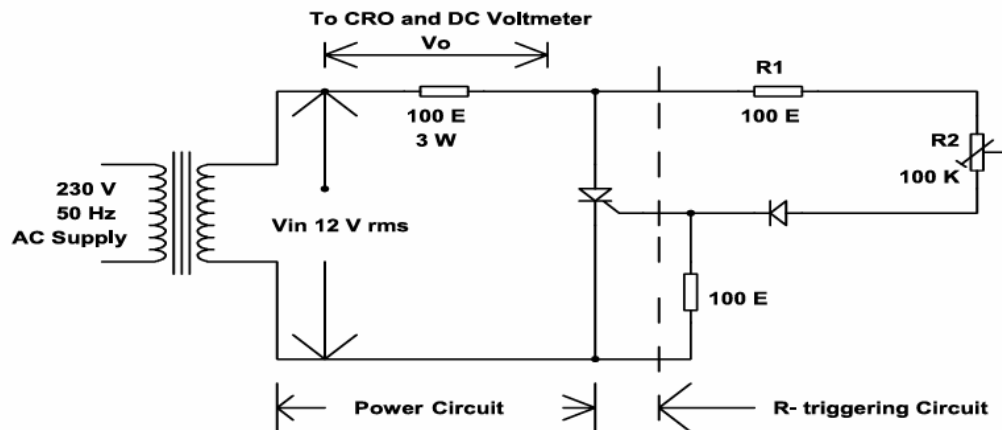 To CRO and DC Voltmeter
Vo
R1
100 E
3 W
100 E
R2
100 K
230 V
50 Hz
AC Supply
Vin 12 V rms
100 E
Power Circuit
R- triggering Circuit